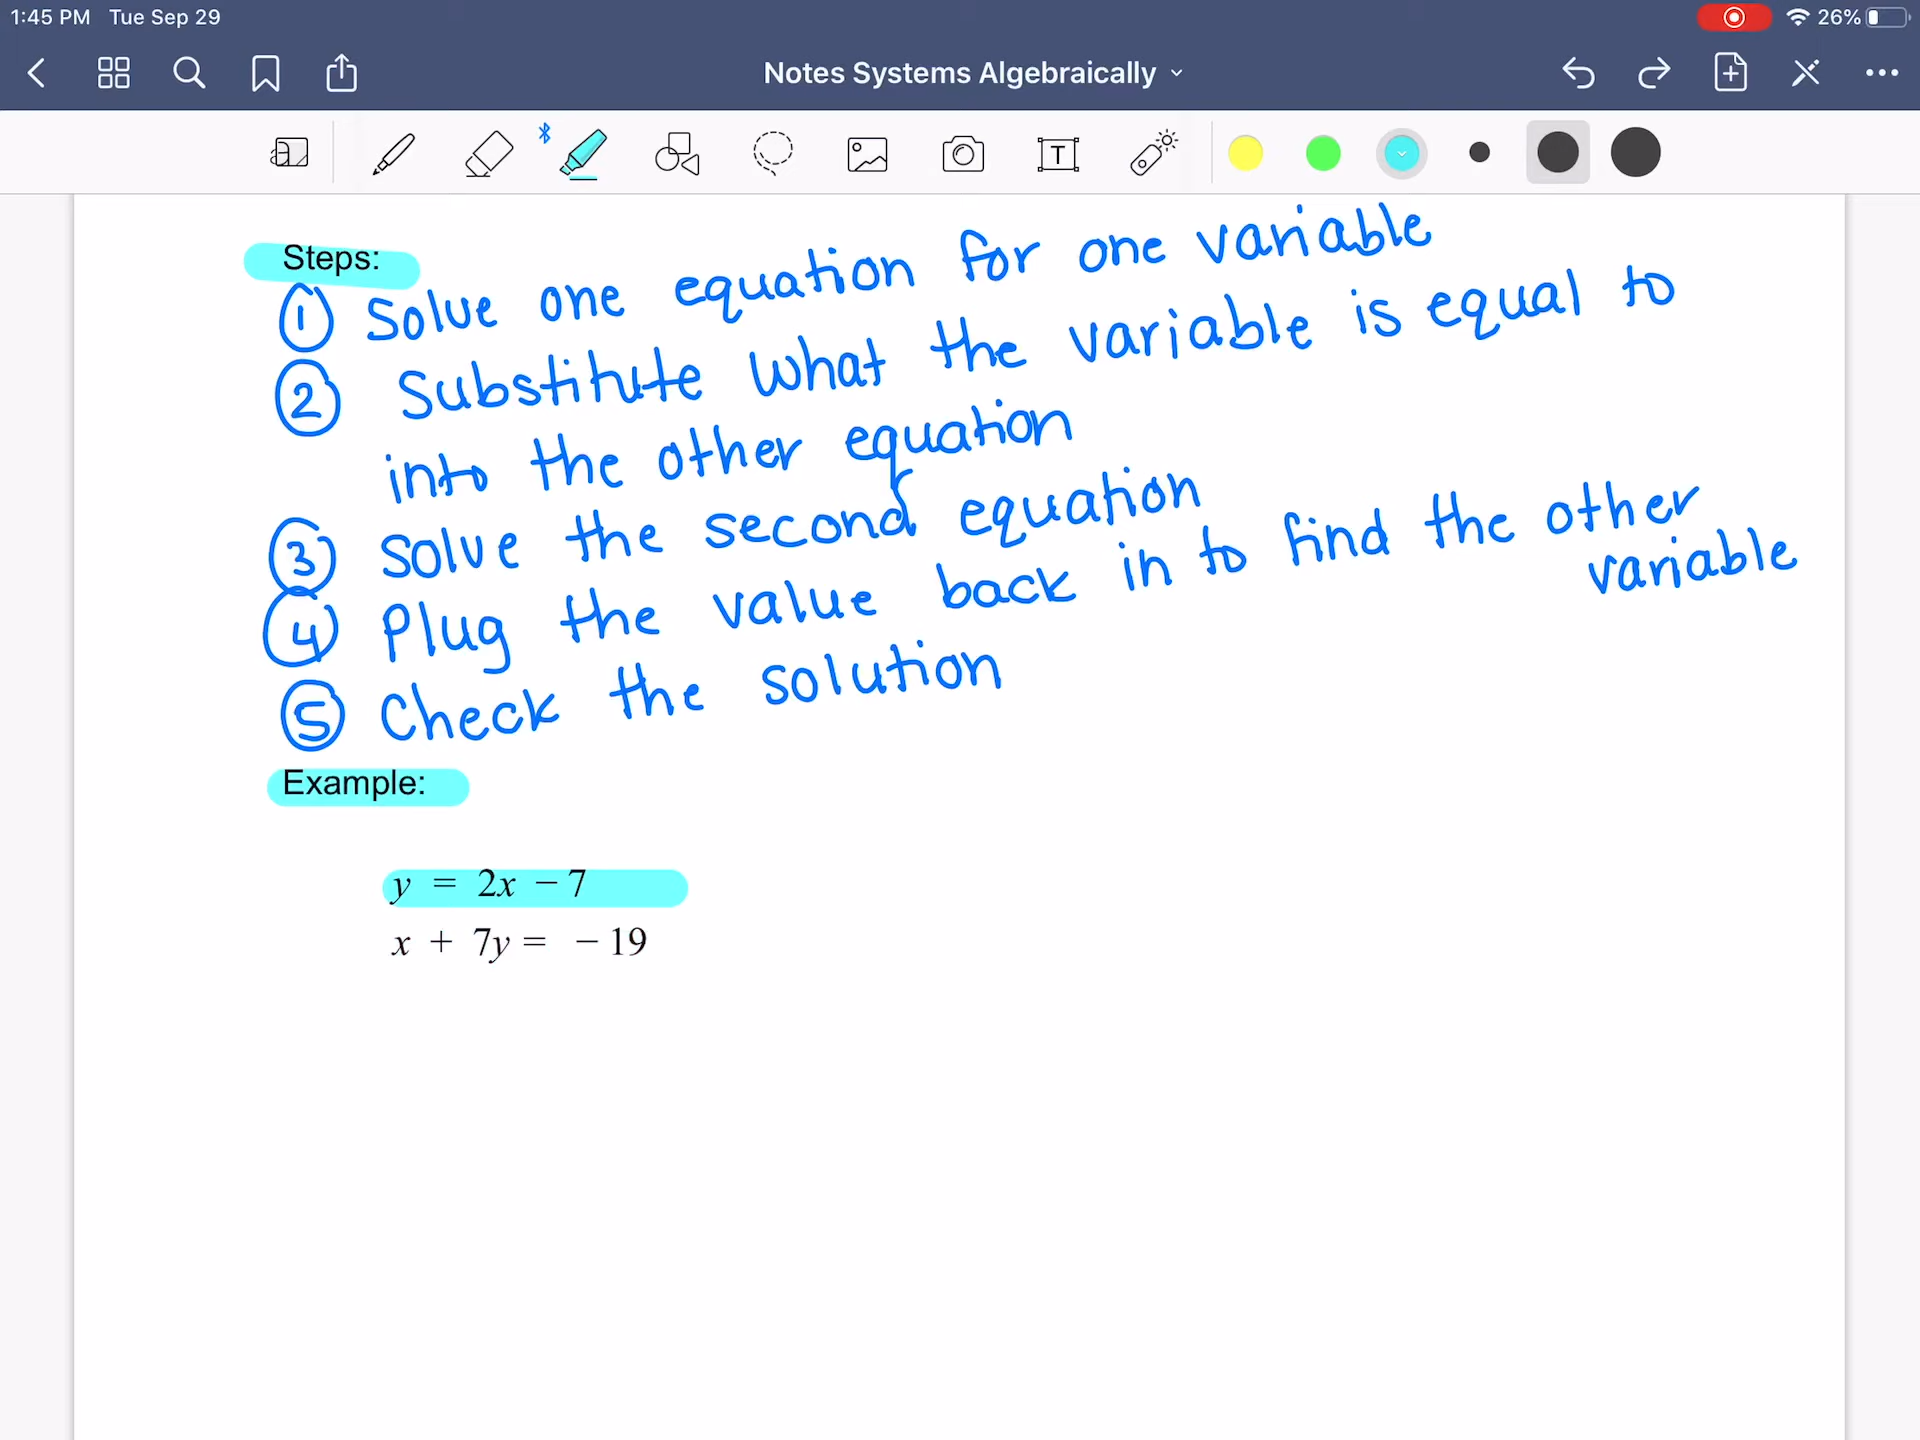 1:45 PM Tue Sep 29
26%
Notes Systems Algebraically
Steps:
① Solve one equation for one variable
② Substitute what the variable is equal to
into the other equation
③ Solve the second equation
④ Plug the value back in to find the other
variable
⑤ Check the solution
Example:
y = 2x − 7
x + 7y = − 19